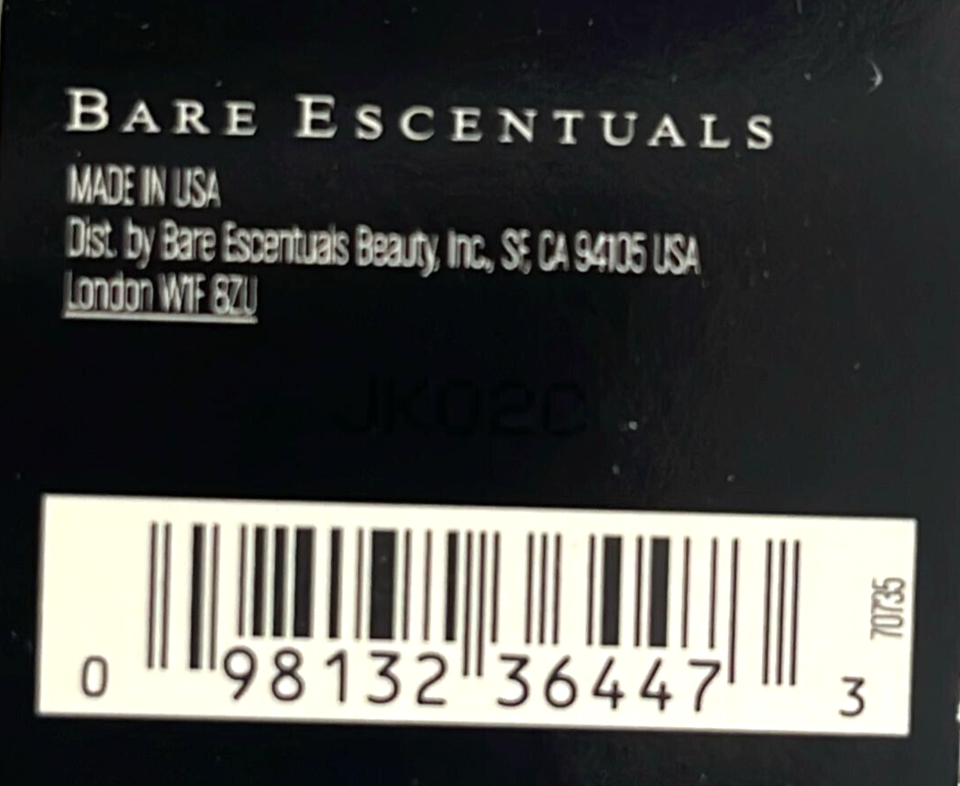 BARE ESCENTUALS
MADE IN USA
Dist. by Bare Escentuals Beauty, Inc., SF, CA 94105 USA
London W1F 8ZU
JK02C
70735
0 98132 36447 3